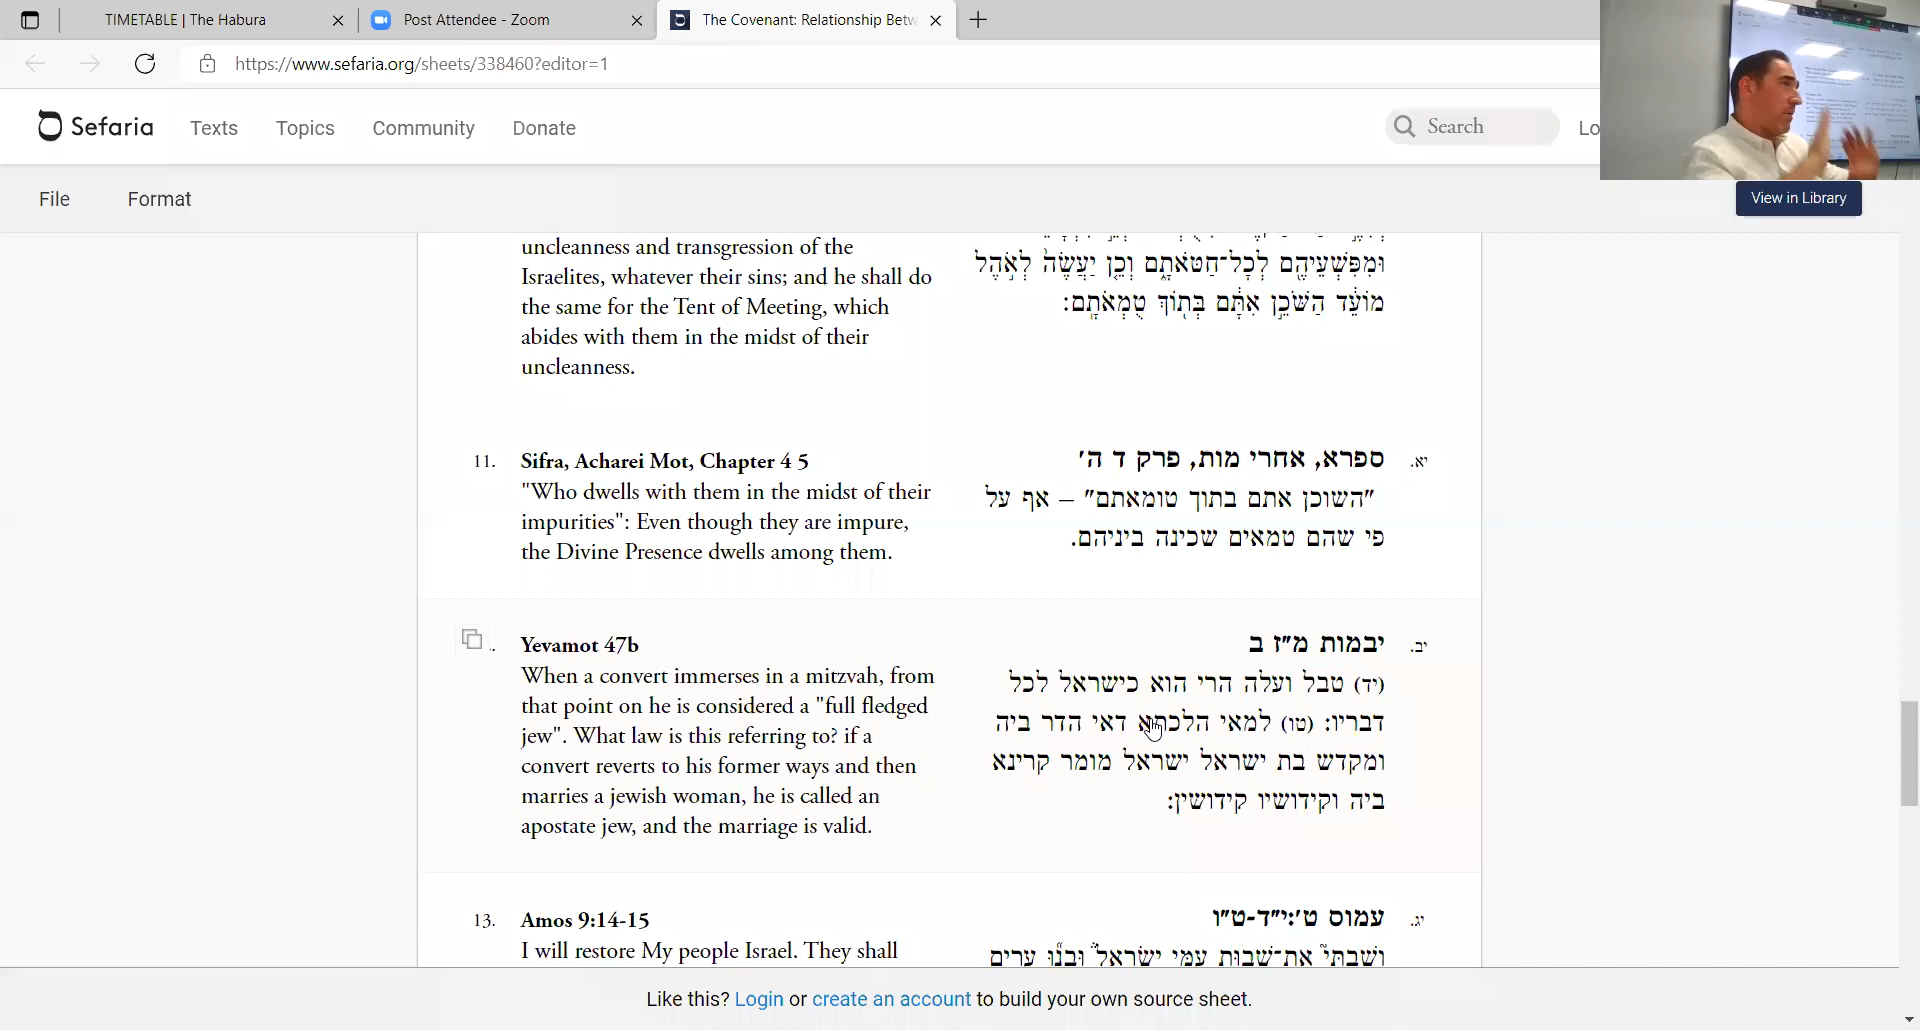 TIMETABLE | The Habura
Post Attendee - Zoom
The Covenant: Relationship Betw
https://www.sefaria.org/sheets/338460?editor=1
Sefaria
Texts
Topics
Community
Donate
Search
Lo
File
Format
View in Library
uncleanness and transgression of the
Israelites, whatever their sins; and he shall do
the same for the Tent of Meeting, which
abides with them in the midst of their
uncleanness.
וּמִפִּשְׁעֵיהֶ֖ם לְכׇל־חַטֹּאתָ֑ם וְכֵ֤ן יַעֲשֶׂה֙ לְאֹ֣הֶל
מוֹעֵ֔ד הַשֹּׁכֵ֣ן אִתָּ֔ם בְּת֖וֹךְ טֻמְאֹתָֽם׃
11.
Sifra, Acharei Mot, Chapter 4 5
"Who dwells with them in the midst of their
impurities": Even though they are impure,
the Divine Presence dwells among them.
יא.
ספרא, אחרי מות, פרק ד ה׳
"השוכן אתם בתוך טומאתם" – אף על
פי שהם טמאים שכינה ביניהם.
Yevamot 47b
When a convert immerses in a mitzvah, from
that point on he is considered a "full fledged
jew". What law is this referring to? if a
convert reverts to his former ways and then
marries a jewish woman, he is called an
apostate jew, and the marriage is valid.
יב.
יבמות מ״ז ב
(יד) טבל ועלה הרי הוא כישראל לכל
דבריו: (טו) למאי הלכתא דאי הדר ביה
ומקדש בת ישראל ישראל מומר קרינא
ביה וקידושיו קידושין:
13.
Amos 9:14-15
I will restore My people Israel. They shall
יג.
עמוס ט׳:י״ד-ט״ו
וְשַׁבְתִּי֮ אֶת־שְׁב֣וּת עַמִּ֣י יִשְׂרָאֵל֒ וּבָנ֞וּ עָרִ֤ים
Like this? Login or create an account to build your own source sheet.